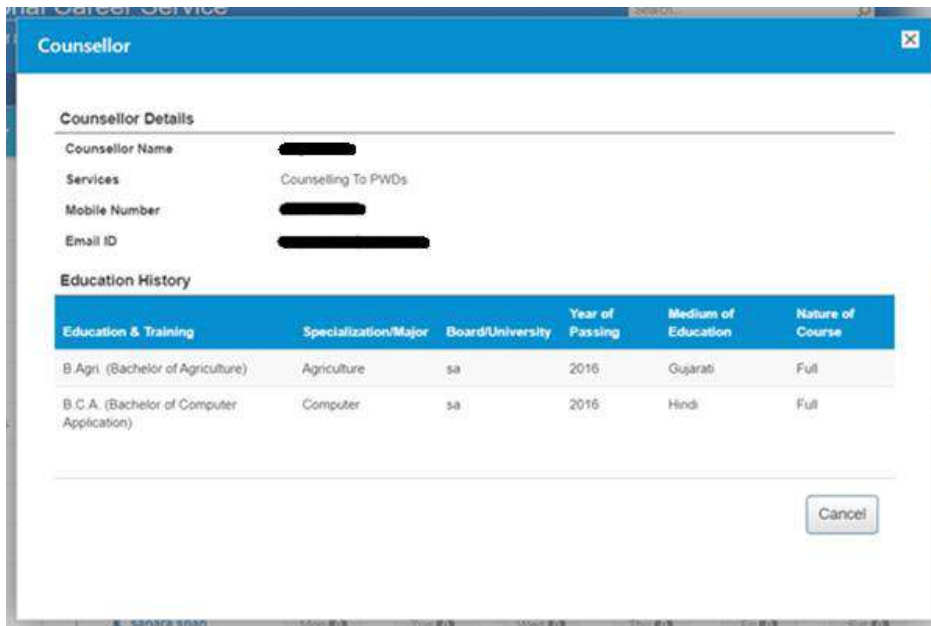 Career Service
Counsellor
Counsellor Details
Counsellor Name
Services Counselling To PWDs
Mobile Number
Email ID
Education History
Education & Training Specialization/Major Board/University Year of Passing Medium of Education Nature of Course
B.Agri. (Bachelor of Agriculture) Agriculture sa 2016 Gujarati Full
B.C.A. (Bachelor of Computer Application) Computer sa 2016 Hindi Full
Cancel